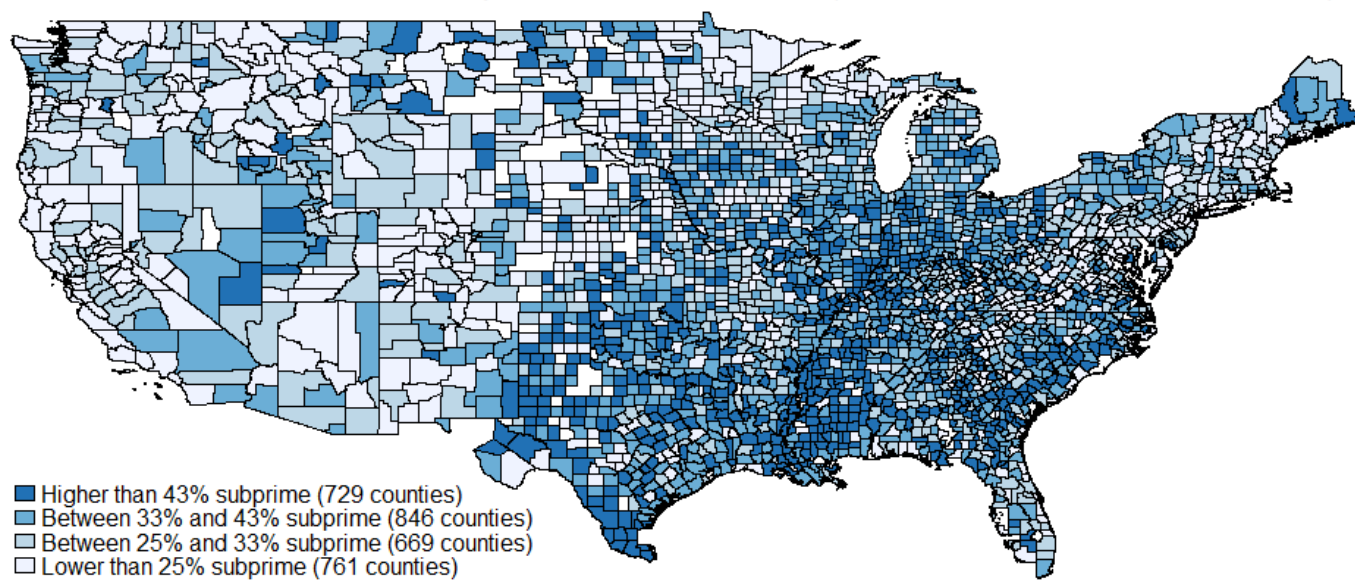 Higher than 43% subprime (729 counties)
Between 33% and 43% subprime (846 counties)
Between 25% and 33% subprime (669 counties)
Lower than 25% subprime (761 counties)